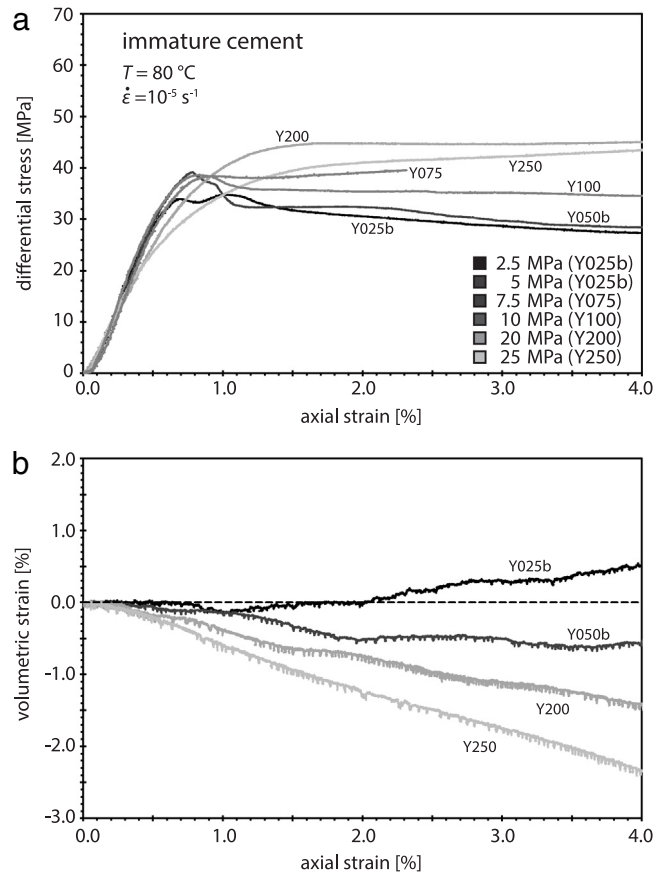 a
70
60
50
40
30
20
10
0
differential stress [MPa]
immature cement
T = 80 °C
ε̇ =10⁻⁵ s⁻¹
Y200
Y075
Y250
Y100
Y050b
Y025b
2.5 MPa (Y025b)
5 MPa (Y025b)
7.5 MPa (Y075)
10 MPa (Y100)
20 MPa (Y200)
25 MPa (Y250)
0.0 1.0 2.0 3.0 4.0
axial strain [%]
b
2.0
1.0
0.0
-1.0
-2.0
-3.0
volumetric strain [%]
Y025b
Y050b
Y200
Y250
0.0 1.0 2.0 3.0 4.0
axial strain [%]